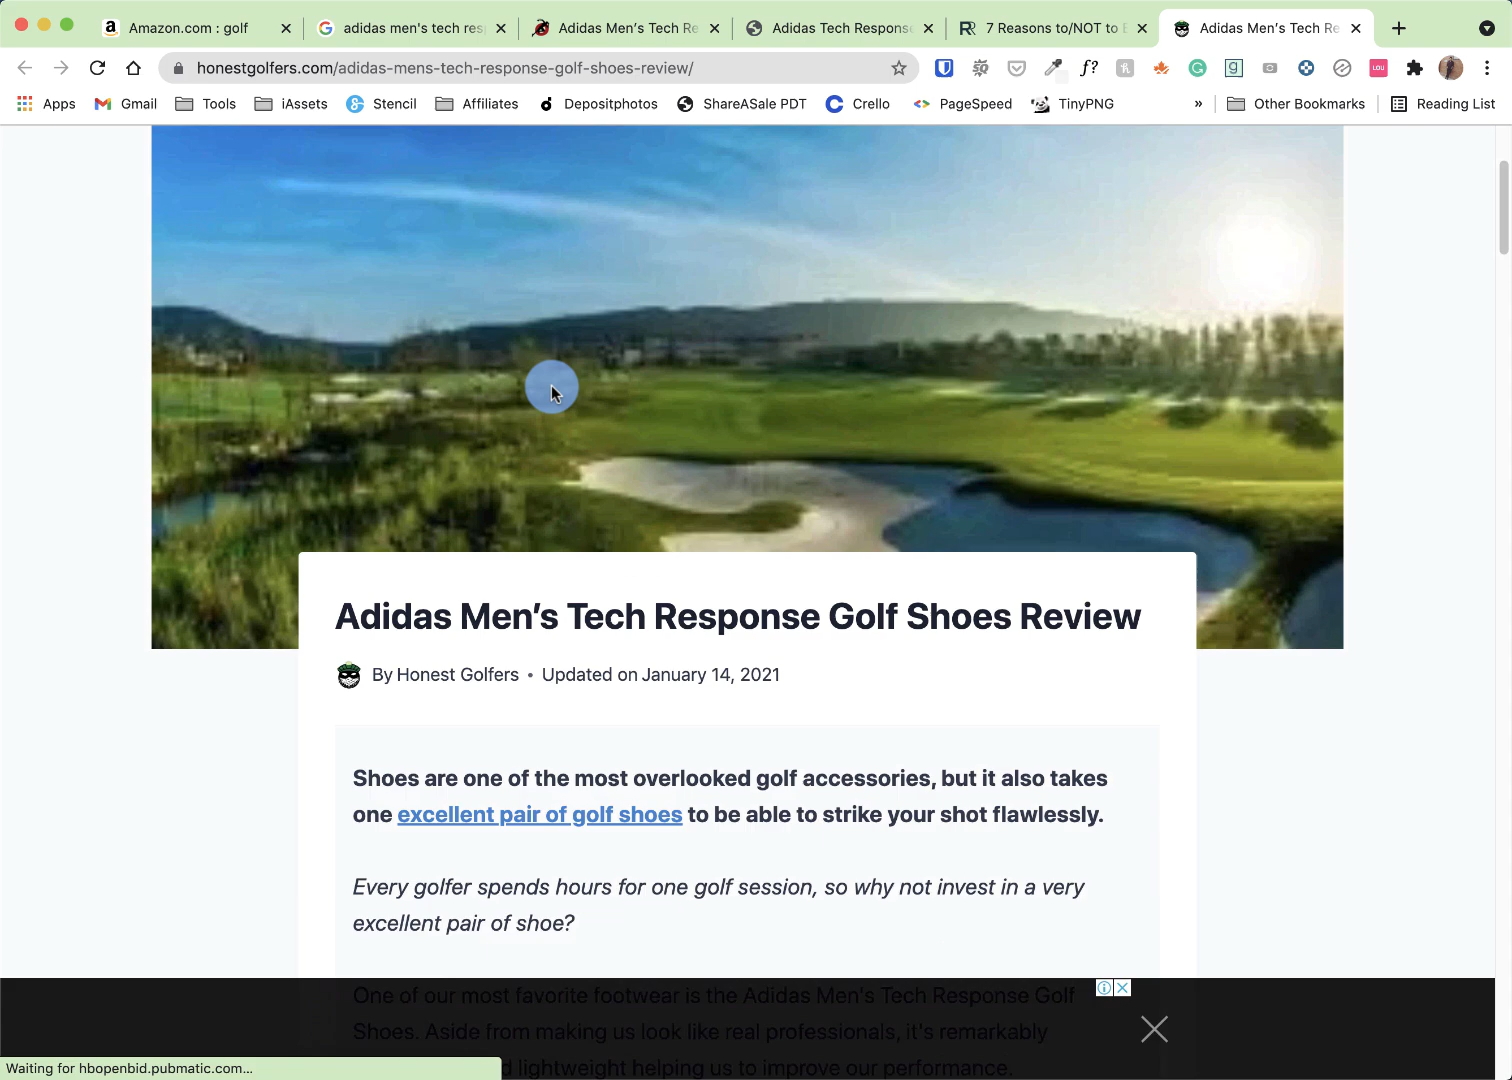 Amazon.com : golf
adidas men's tech res
Adidas Men's Tech Re
Adidas Tech Response
7 Reasons to/NOT to
Adidas Men's Tech Re
honestgolfers.com/adidas-mens-tech-response-golf-shoes-review/
f?
LOU
Apps
Gmail
Tools
iAssets
Stencil
Affiliates
Depositphotos
ShareASale PDT
Crello
PageSpeed
TinyPNG
»
Other Bookmarks
Reading List
Adidas Men's Tech Response Golf Shoes Review
By Honest Golfers • Updated on January 14, 2021
Shoes are one of the most overlooked golf accessories, but it also takes
one excellent pair of golf shoes to be able to strike your shot flawlessly.
Every golfer spends hours for one golf session, so why not invest in a very
excellent pair of shoe?
One of our most favorite footwear is the Adidas Men's Tech Response Golf
Shoes. Aside from making us look like real professionals, it's remarkably
d lightweight helping us to improve our performance.
Waiting for hbopenbid.pubmatic.com...